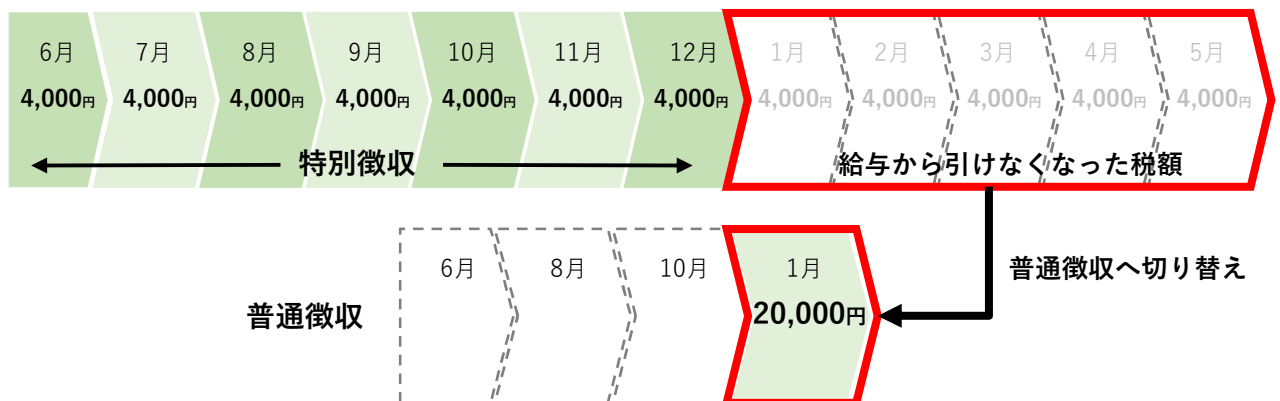 6月 7月 8月 9月 10月 11月 12月 1月 2月 3月 4月 5月
4,000円 4,000円 4,000円 4,000円 4,000円 4,000円 4,000円 4,000円 4,000円 4,000円 4,000円 4,000円
特別徴収 給与から引けなくなった税額
6月 8月 10月 1月 普通徴収へ切り替え
普通徴収 20,000円